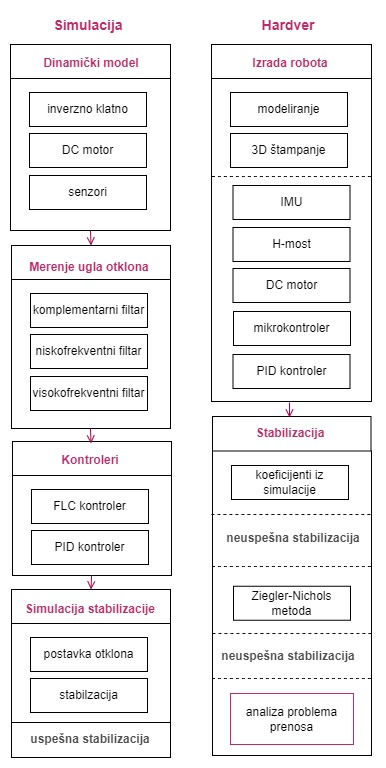 Simulacija
Dinamički model
inverzno klatno
DC motor
senzori
Merenje ugla otklona
komplementarni filtar
niskofrekventni filtar
visokofrekventni filtar
Kontroleri
FLC kontroler
PID kontroler
Simulacija stabilizacije
postavka otklona
stabilzacija
uspešna stabilizacija
Hardver
Izrada robota
modeliranje
3D štampanje
IMU
H-most
DC motor
mikrokontroler
PID kontroler
Stabilizacija
koeficijenti iz
simulacije
neuspešna stabilizacija
Ziegler-Nichols
metoda
neuspešna stabilizacija
analiza problema
prenosa